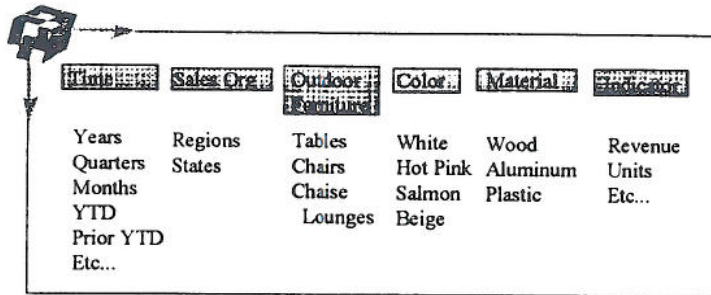 Time
Sales Org
Outdoor
Furniture
Color
Material
Indicator
Years
Quarters
Months
YTD
Prior YTD
Etc...
Regions
States
Tables
Chairs
Chaise
Lounges
White
Hot Pink
Salmon
Beige
Wood
Aluminum
Plastic
Revenue
Units
Etc...